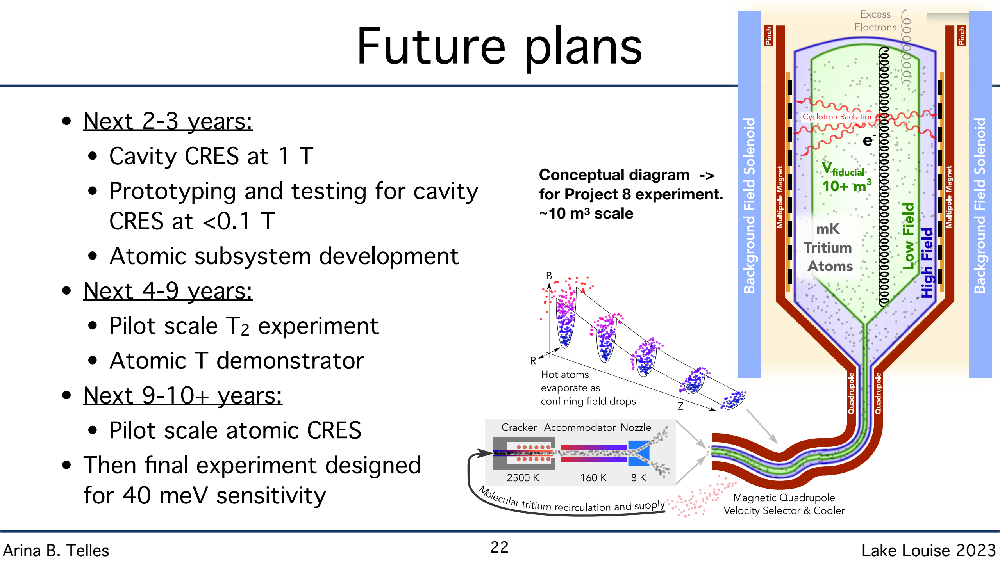 Future plans
• Next 2-3 years:
• Cavity CRES at 1 T
• Prototyping and testing for cavity
CRES at <0.1 T
• Atomic subsystem development
• Next 4-9 years:
• Pilot scale T₂ experiment
• Atomic T demonstrator
• Next 9-10+ years:
• Pilot scale atomic CRES
• Then final experiment designed
for 40 meV sensitivity
Conceptual diagram ->
for Project 8 experiment.
~10 m³ scale
Excess
Electrons
Pinch
Pinch
Background Field Solenoid
Multipole Magnet
Cyclotron Radiation
e⁻
Vfiducial
10+ m³
mK
Tritium
Atoms
Low Field
High Field
Multipole Magnet
Background Field Solenoid
Quadrupole
Quadrupole
B
R
Z
Hot atoms
evaporate as
confining field drops
Cracker Accommodator Nozzle
2500 K 160 K 8 K
Molecular tritium recirculation and supply
Magnetic Quadrupole
Velocity Selector & Cooler
Arina B. Telles
22
Lake Louise 2023